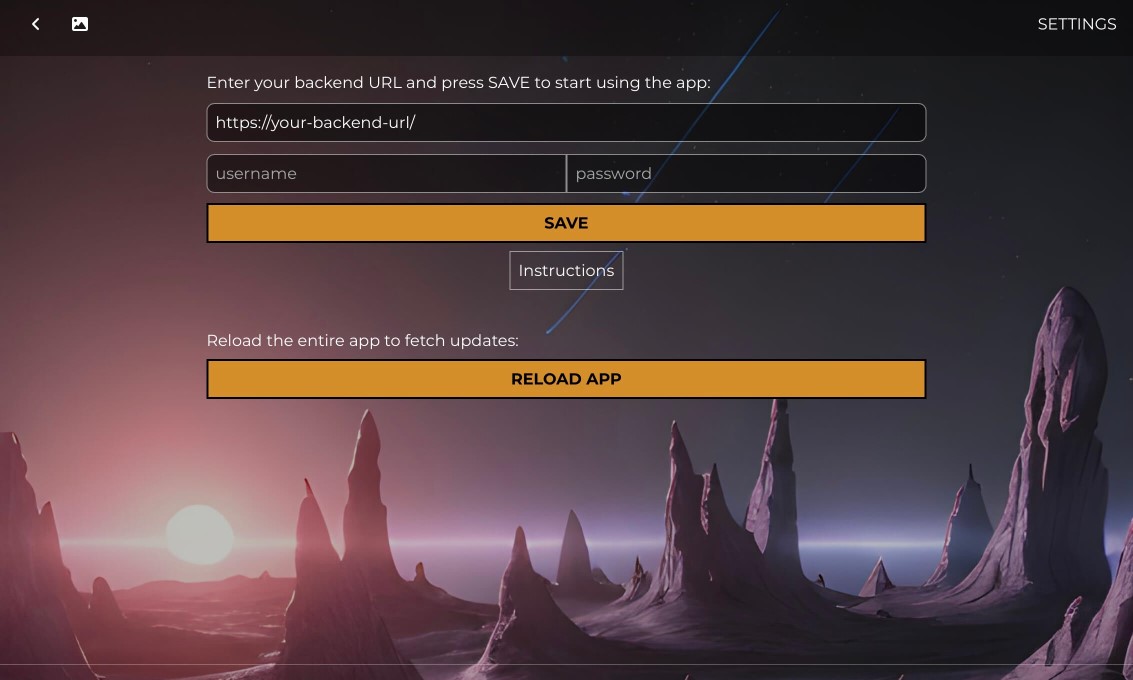 SETTINGS
Enter your backend URL and press SAVE to start using the app:
https://your-backend-url/
username
password
SAVE
Instructions
Reload the entire app to fetch updates:
RELOAD APP